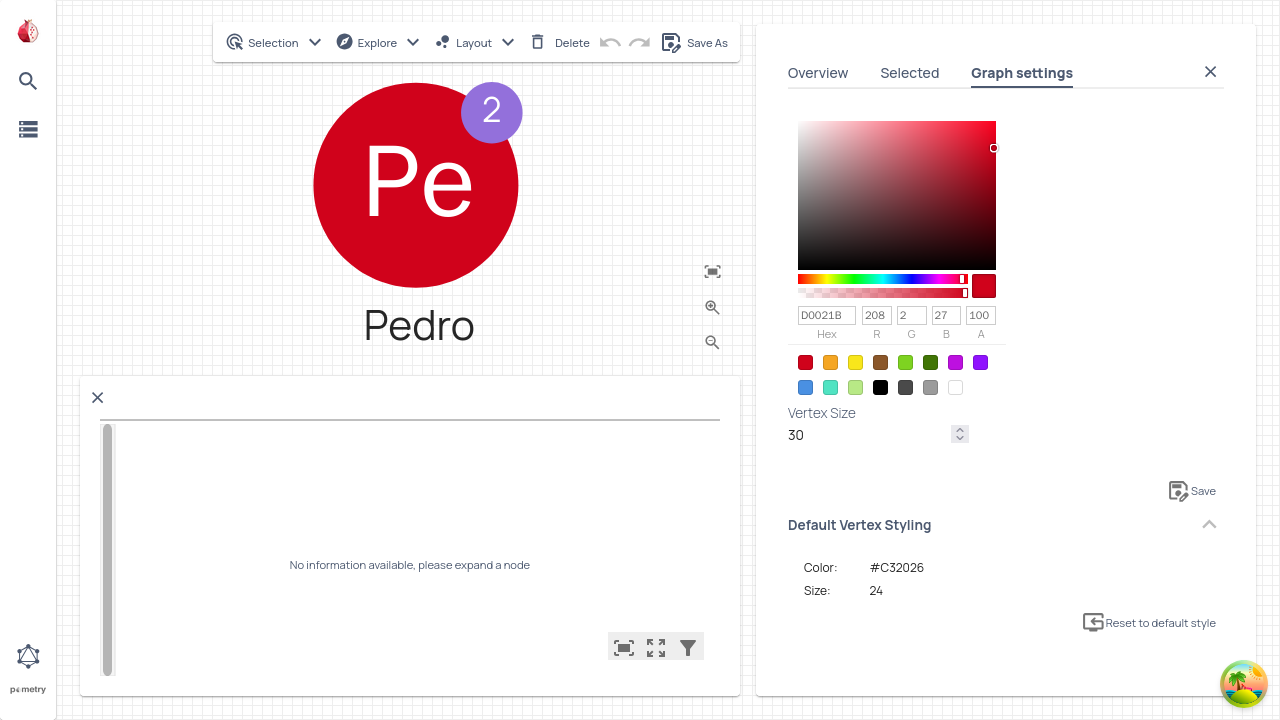 Selection
Explore
Layout
Delete
Save As
2
Pe
Pedro
No information available, please expand a node
pometry
Overview
Selected
Graph settings
D0021B 208 2 27 100
Hex R G B A
Vertex Size
30
Save
Default Vertex Styling
Color: #C32026
Size: 24
Reset to default style